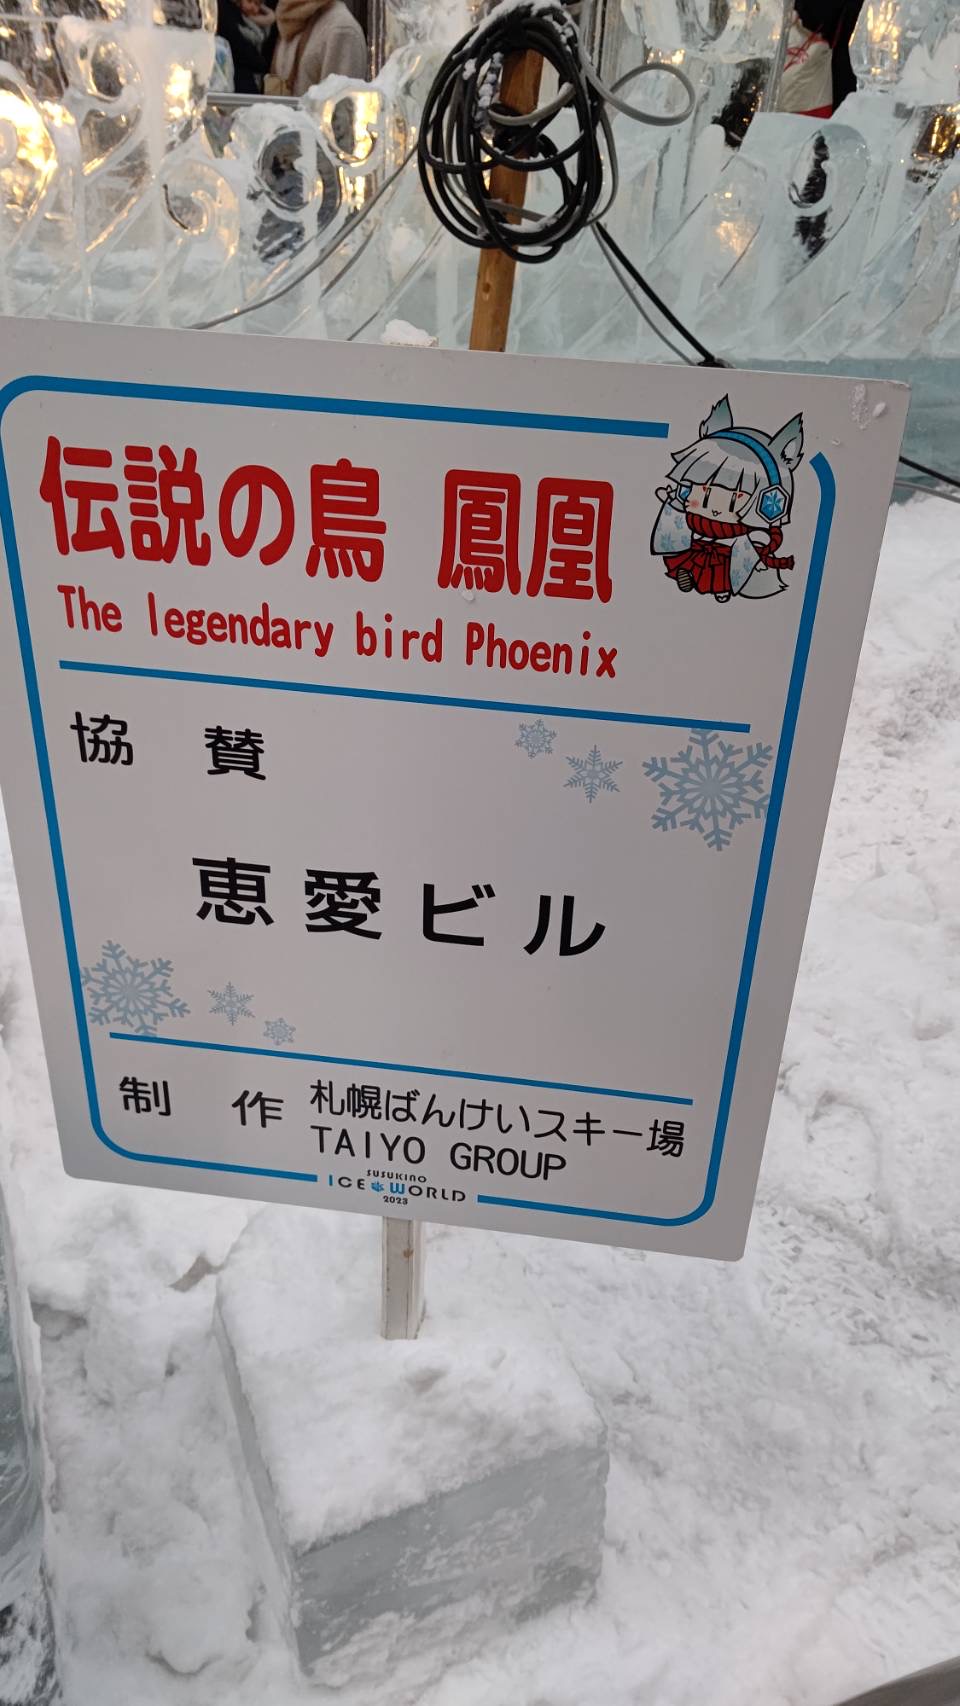 伝説の鳥 鳳凰
The legendary bird Phoenix
協 賛
恵愛ビル
制 作 札幌ばんけいスキー場
TAIYO GROUP
SUSUKINO
ICE WORLD
2023